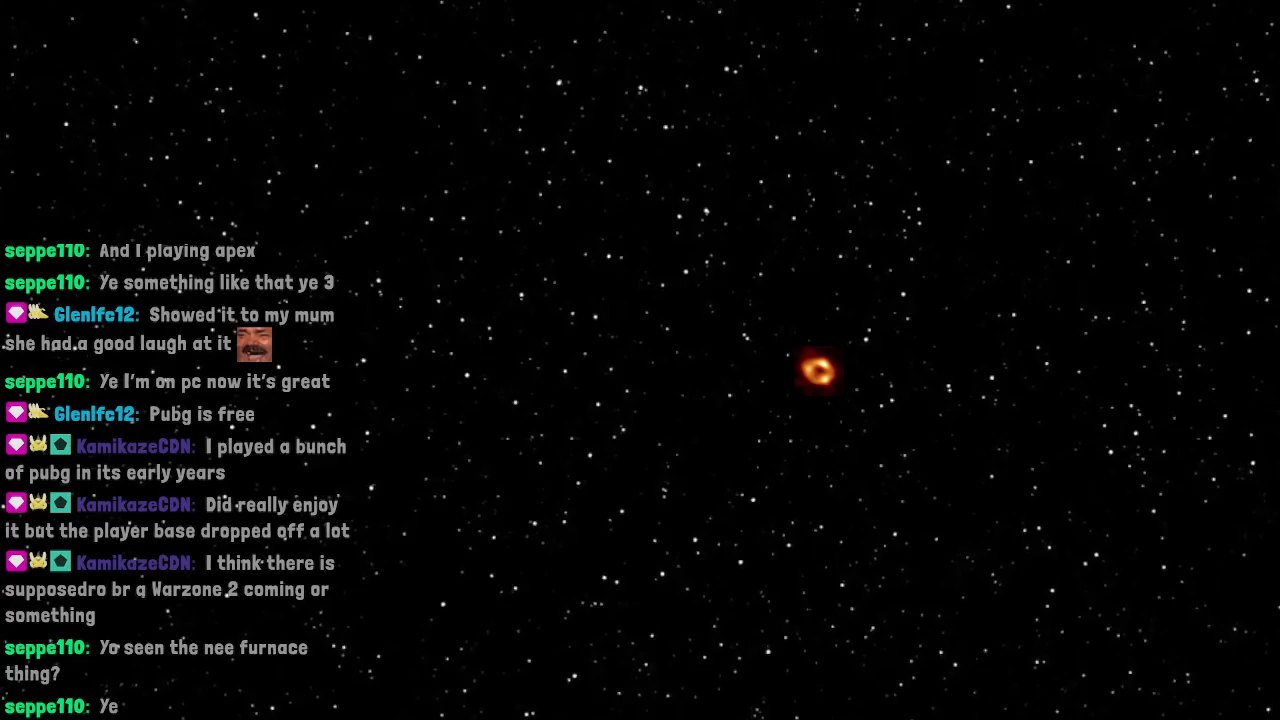 seppe110: And I playing apex
seppe110: Ye something like that ye 3
Glenlfc12: Showed it to my mum
she had a good laugh at it
seppe110: Ye I'm on pc now it's great
Glenlfc12: Pubg is free
KamikazeCDN: I played a bunch
of pubg in its early years
KamikazeCDN: Did really enjoy
it but the player base dropped off a lot
KamikazeCDN: I think there is
supposedro br a Warzone 2 coming or
something
seppe110: Yo seen the nee furnace
thing?
seppe110: Ye